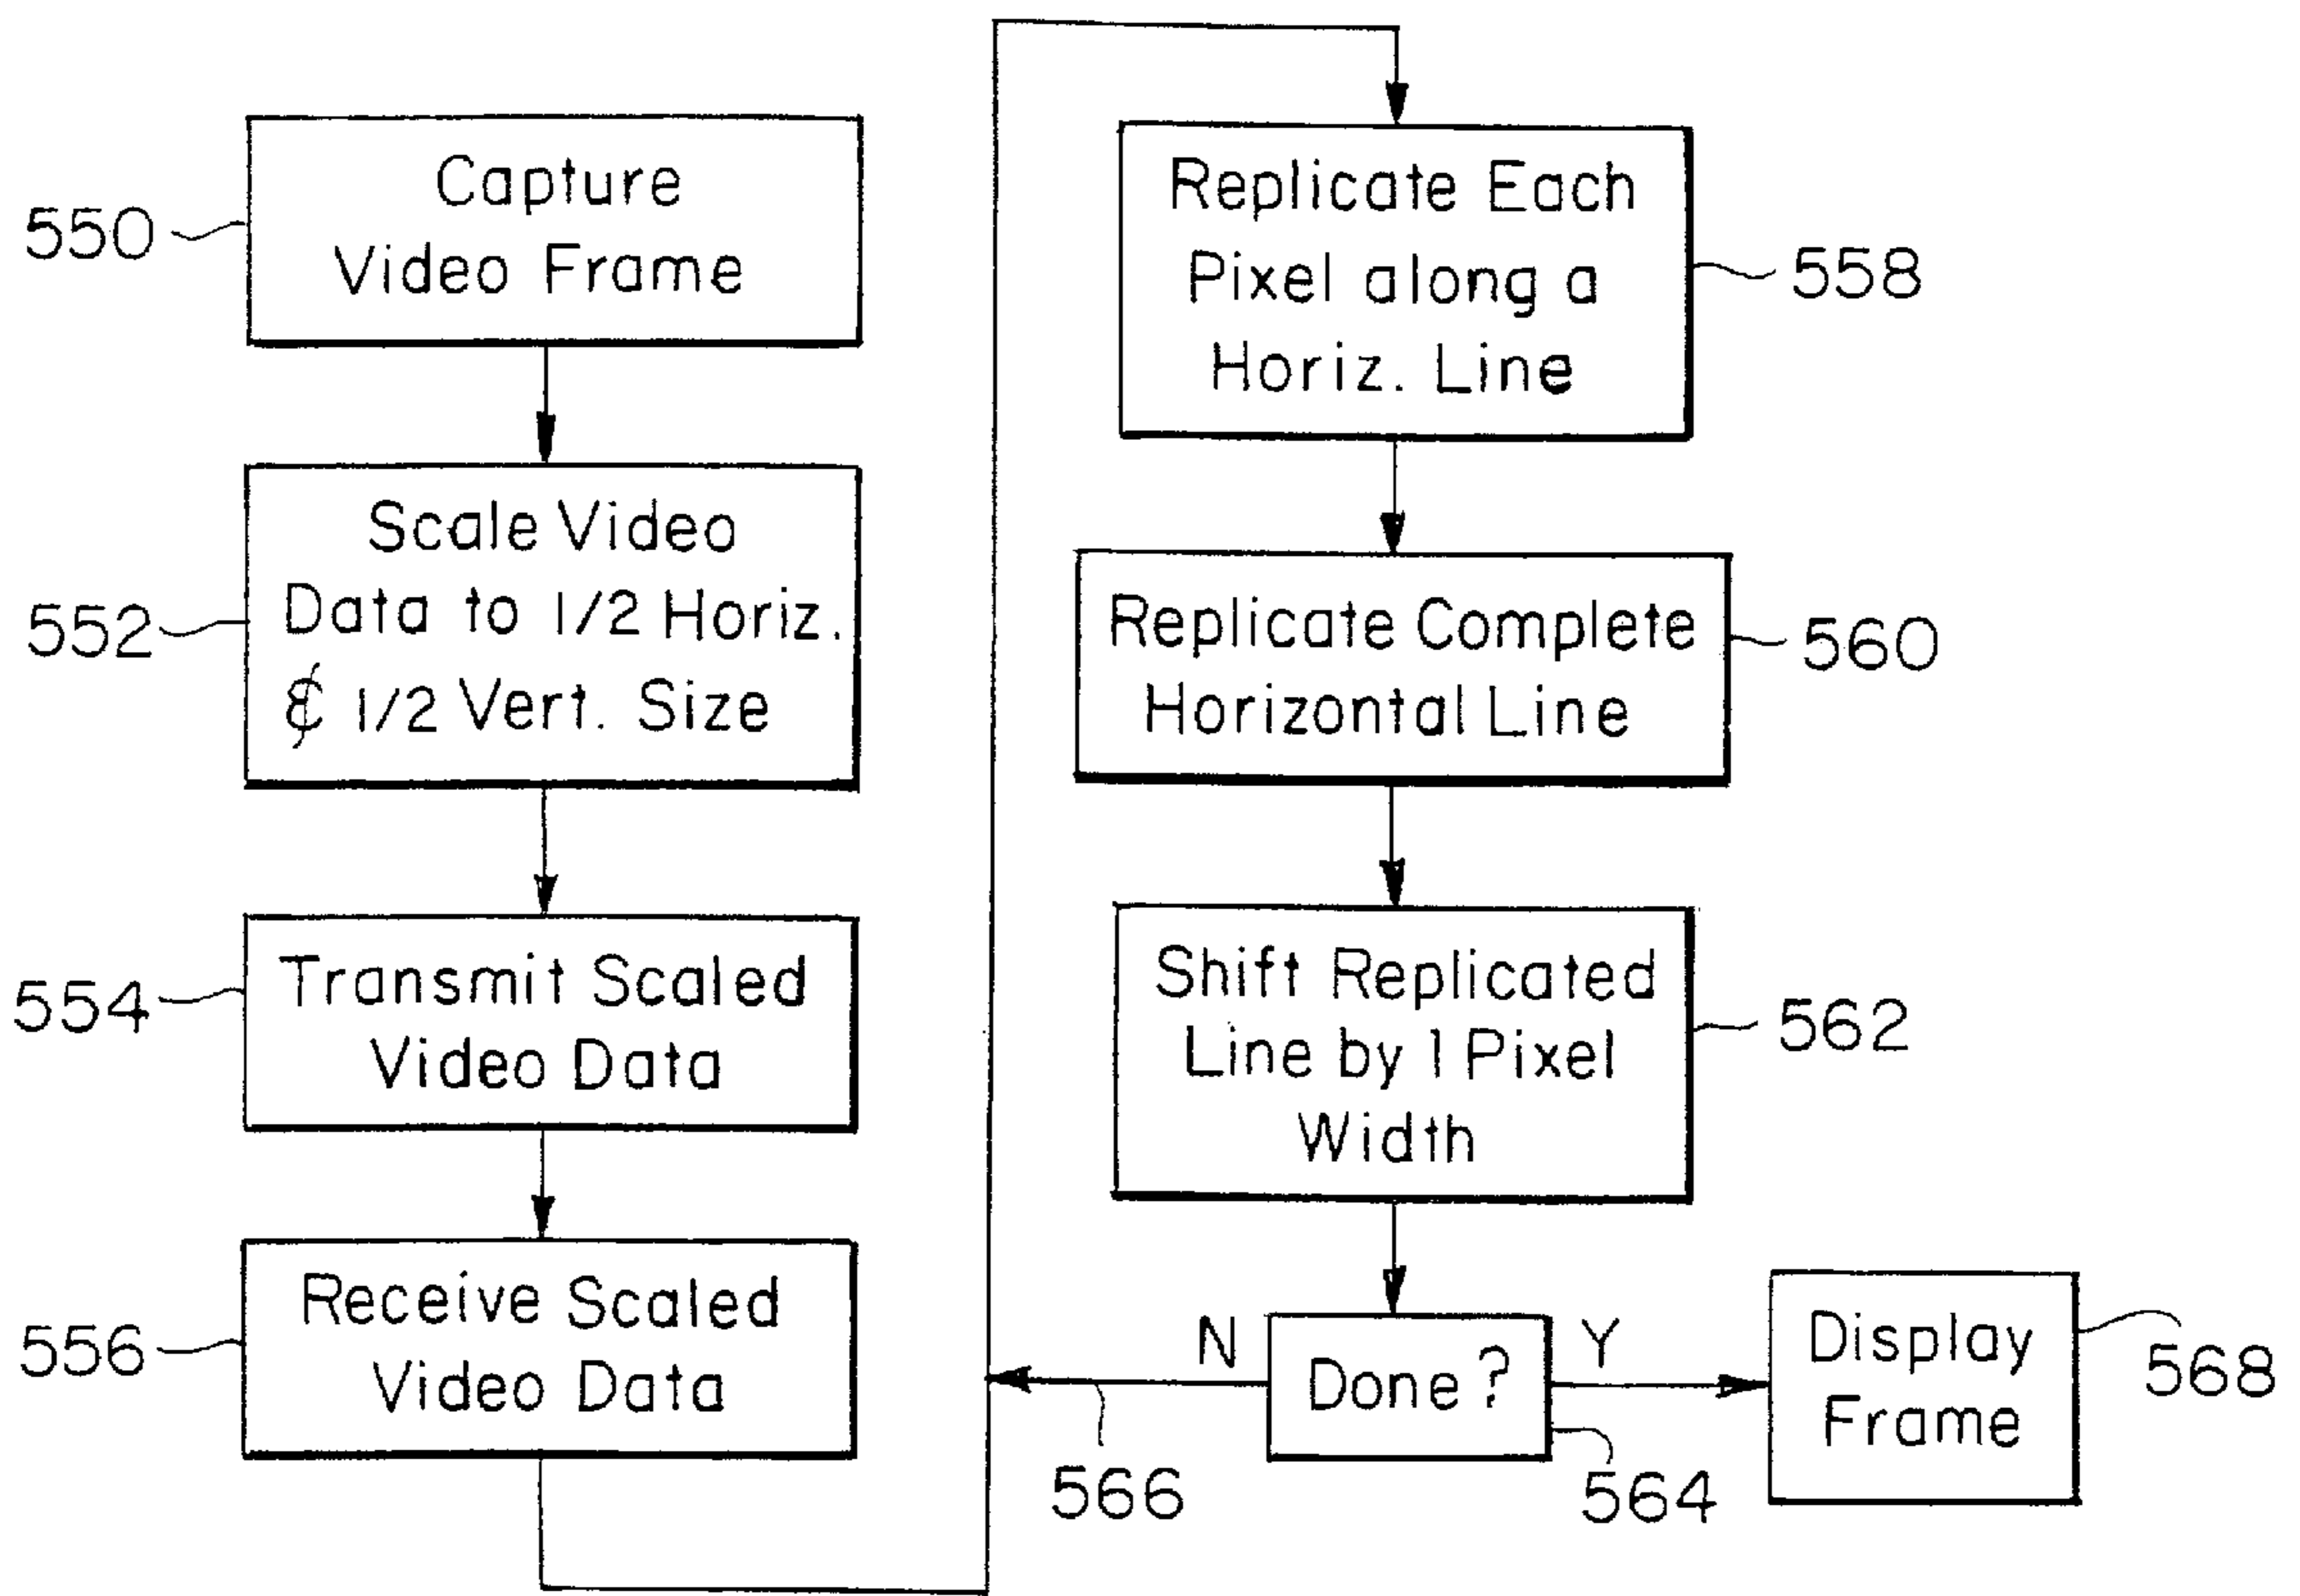 550
Capture
Video Frame
552
Scale Video
Data to 1/2 Horiz.
& 1/2 Vert. Size
554
Transmit Scaled
Video Data
556
Receive Scaled
Video Data
Replicate Each
Pixel along a
Horiz. Line
558
Replicate Complete
Horizontal Line
560
Shift Replicated
Line by 1 Pixel
Width
562
N
Done ?
Y
566
564
Display
Frame
568